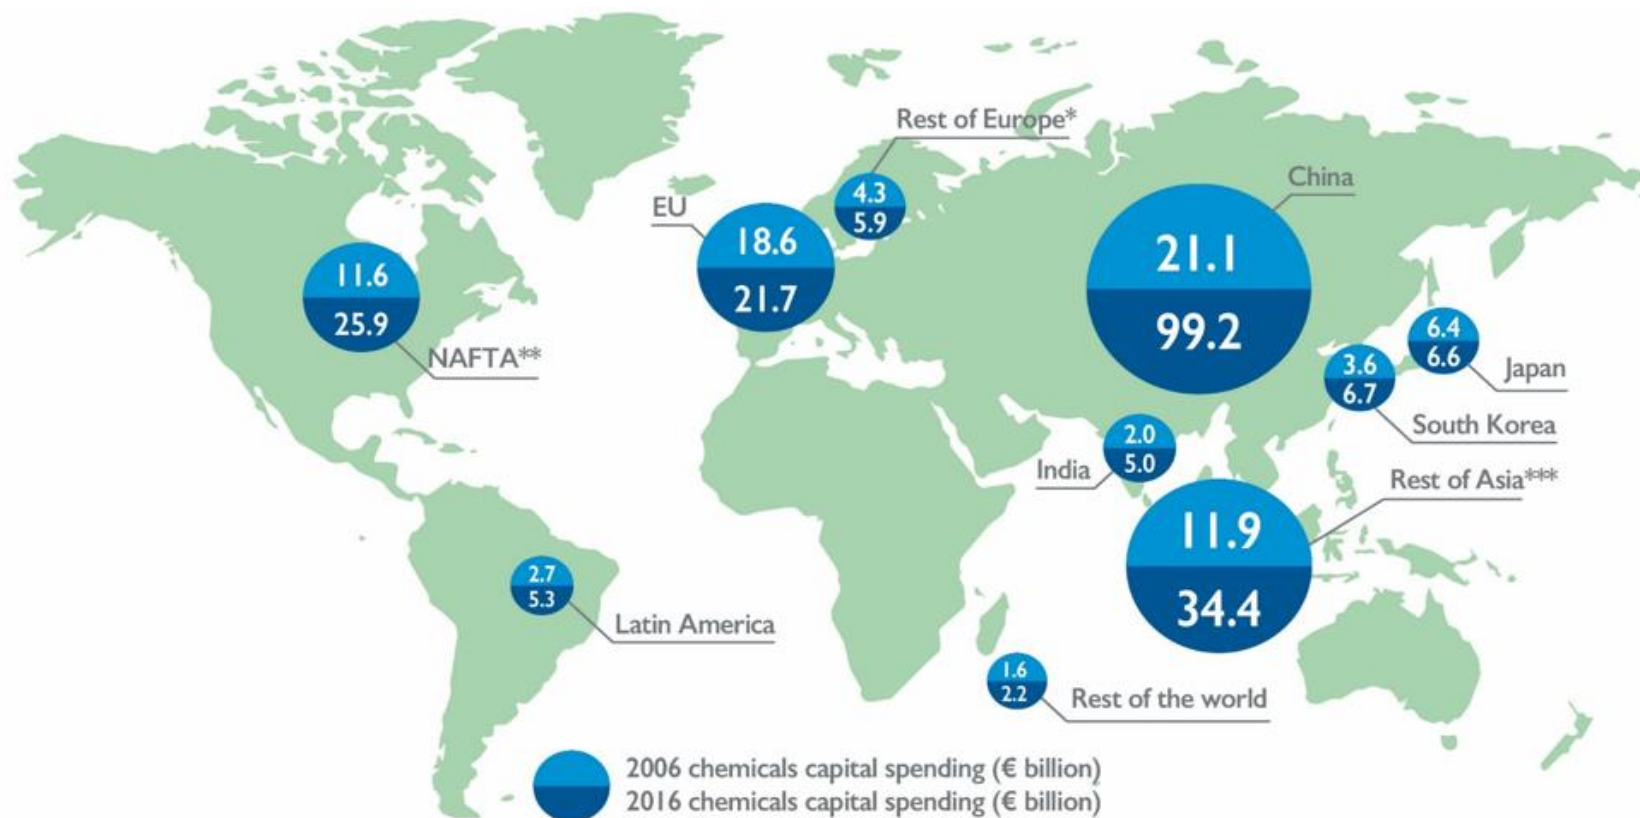 Rest of Europe*
4.3
5.9
China
EU
18.6
21.7
21.1
99.2
11.6
25.9
NAFTA**
6.4
6.6
Japan
3.6
6.7
South Korea
2.0
5.0
India
Rest of Asia***
11.9
34.4
2.7
5.3
Latin America
1.6
2.2
Rest of the world
2006 chemicals capital spending (€ billion)
2016 chemicals capital spending (€ billion)